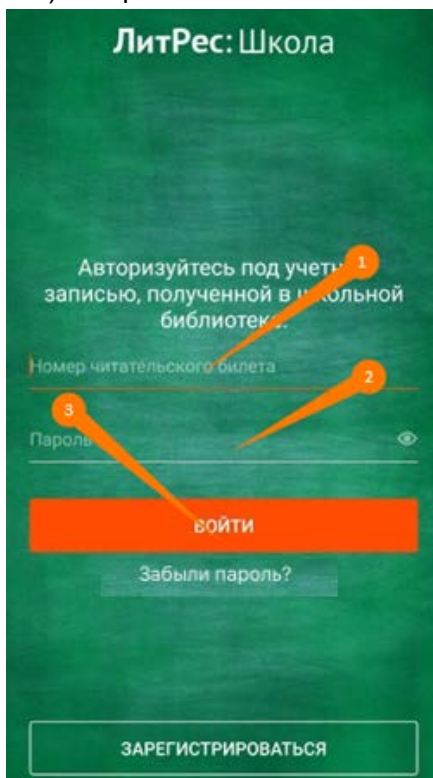 ЛитРес: Школа
Авторизуйтесь под учетн
записью, полученной в школьной
библиотеке.
1
Номер читательского билета
2
3
Пароль
ВОЙТИ
Забыли пароль?
ЗАРЕГИСТРИРОВАТЬСЯ